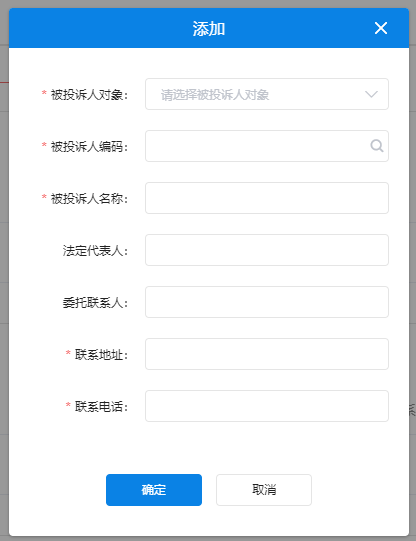 添加
* 被投诉人对象：
请选择被投诉人对象
* 被投诉人编码：
* 被投诉人名称：
法定代表人：
委托联系人：
* 联系地址：
* 联系电话：
系
确定
取消